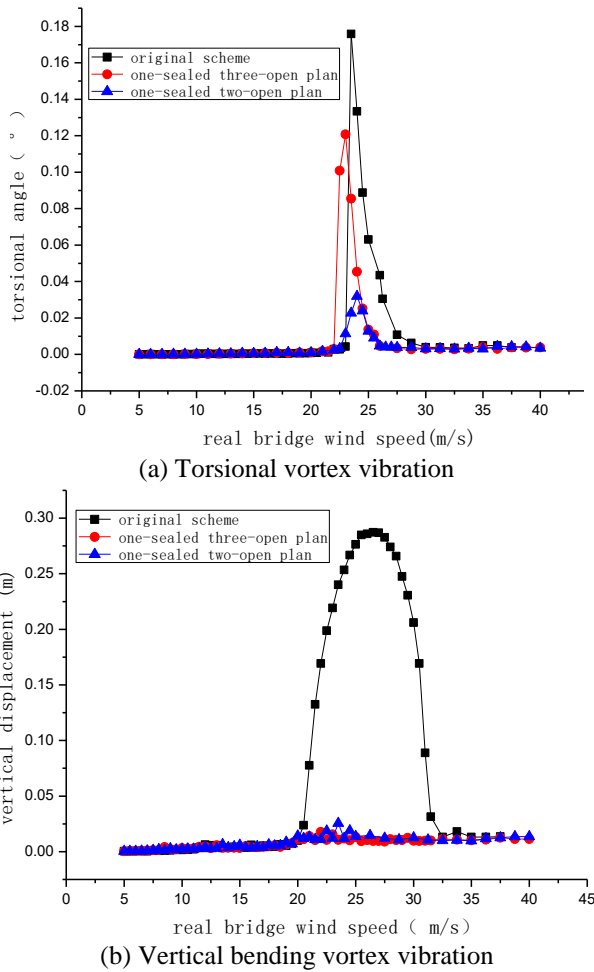 0.18
0.16
0.14
0.12
0.10
0.08
0.06
0.04
0.02
0.00
-0.02
torsional angle ( º )
original scheme
one-sealed three-open plan
one-sealed two-open plan
0 5 10 15 20 25 30 35 40
real bridge wind speed(m/s)
(a) Torsional vortex vibration
0.30
0.25
0.20
0.15
0.10
0.05
0.00
vertical displacement (m)
original scheme
one-sealed three-open plan
one-sealed two-open plan
0 5 10 15 20 25 30 35 40 45
real bridge wind speed ( m/s)
(b) Vertical bending vortex vibration